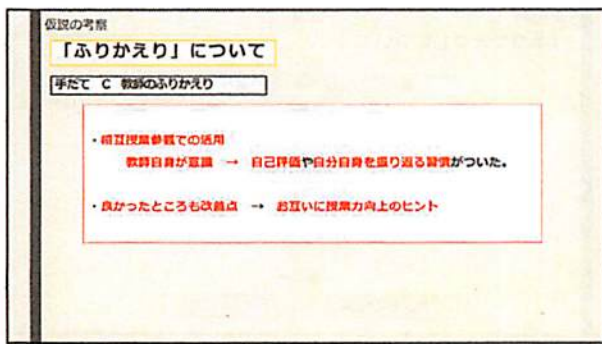 仮説の考察
「ふりかえり」について
手だて C 教師のふりかえり
・相互授業参観での活用
教師自身が意識 → 自己評価や自分自身を振り返る習慣がついた。
・良かったところも改善点 → お互いに授業力向上のヒント